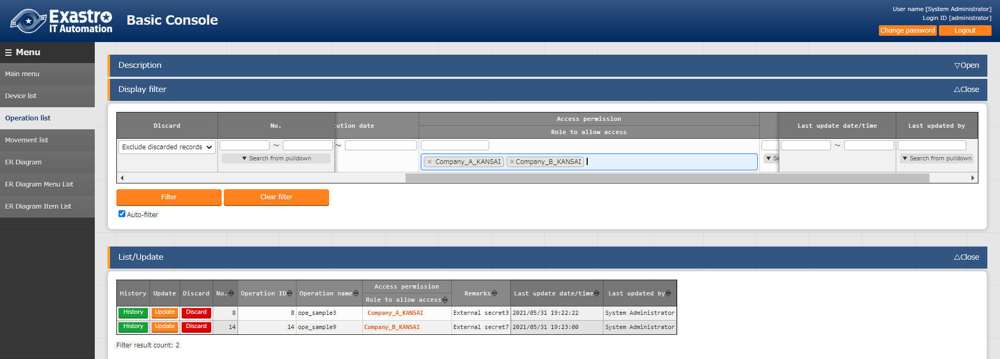 Exastro
IT Automation
Basic Console
User name [System Administrator]
Login ID [administrator]
Change password
Logout
Menu
Main menu
Device list
Operation list
Movement list
ER Diagram
ER Diagram Menu List
ER Diagram Item List
Description
▽Open
Display filter
△Close
Discard
No.
ution date
Access permission
Role to allow access
Last update date/time
Last updated by
Exclude discarded records
~
~
~
▼ Search from pulldown
× Company_A_KANSAI ×Company_B_KANSAI
▼ Se
▼ Search from pulldown
Filter
Clear filter
Auto-filter
List/Update
△Close
History Update Discard No. Operation ID Operation name Access permission Remarks Last update date/time Last updated by
Role to allow access
History Update Discard 8 8 ope_sample3 Company_A_KANSAI External secret3 2021/05/31 19:22:22 System Administrator
History Update Discard 14 14 ope_sample9 Company_B_KANSAI External secret7 2021/05/31 19:23:00 System Administrator
Filter result count: 2